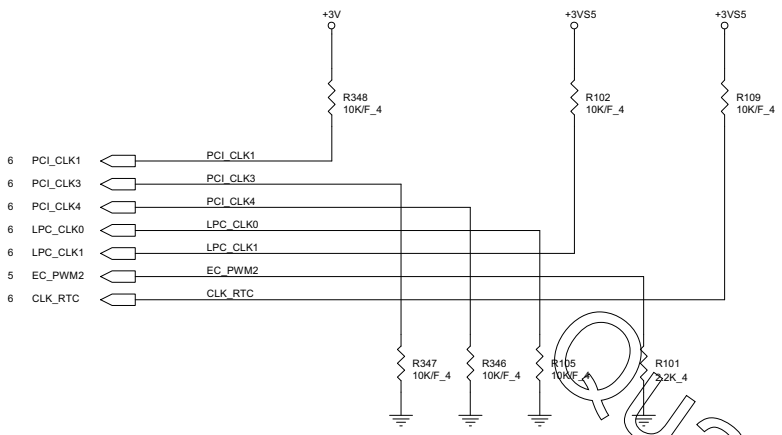 +3V
+3VS5
+3VS5
R348
10K/F_4
R102
10K/F_4
R109
10K/F_4
6 PCI_CLK1 PCI_CLK1
6 PCI_CLK3 PCI_CLK3
6 PCI_CLK4 PCI_CLK4
6 LPC_CLK0 LPC_CLK0
6 LPC_CLK1 LPC_CLK1
5 EC_PWM2 EC_PWM2
6 CLK_RTC CLK_RTC
R347
10K/F_4
R346
10K/F_4
R105
10K/F_4
R101
2.2K_4